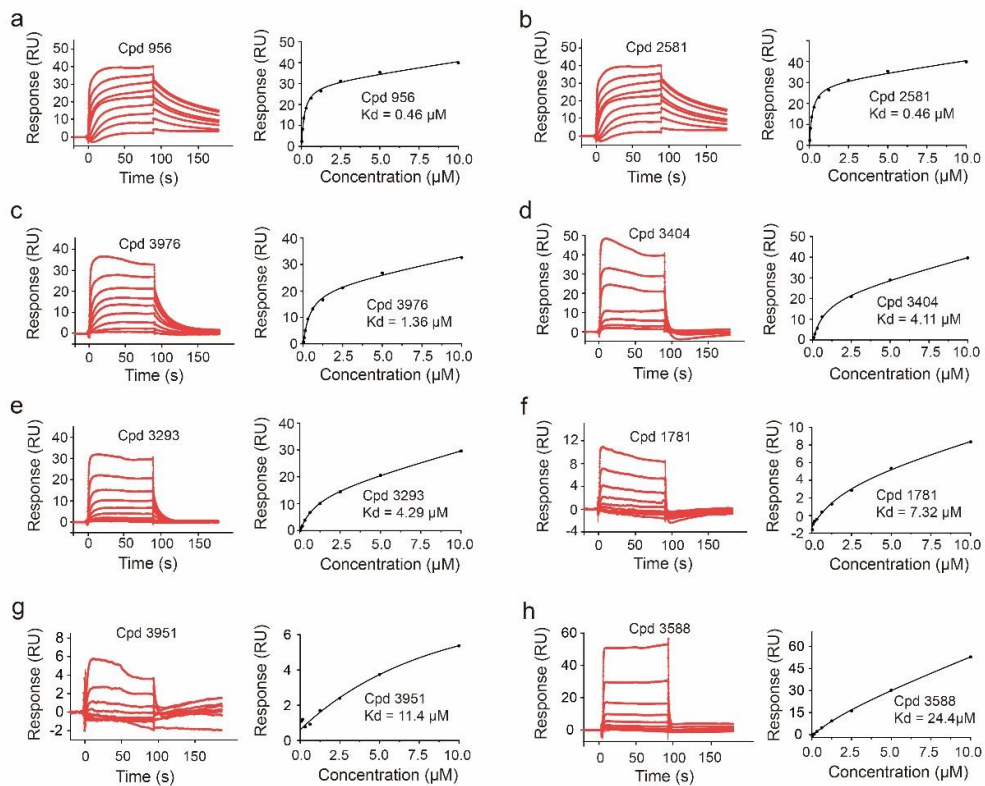 a
Response (RU)
50
40
30
20
10
0
Cpd 956
0 50 100 150
Time (s)
Response (RU)
50
40
30
20
10
0
Cpd 956
Kd = 0.46 µM
0 2.5 5.0 7.5 10.0
Concentration (µM)
b
Response (RU)
50
40
30
20
10
0
Cpd 2581
0 50 100 150
Time (s)
Response (RU)
50
40
30
20
10
0
Cpd 2581
Kd = 0.46 µM
0 2.5 5.0 7.5 10.0
Concentration (µM)
c
Response (RU)
40
30
20
10
0
Cpd 3976
0 50 100 150
Time (s)
Response (RU)
40
30
20
10
0
Cpd 3976
Kd = 1.36 µM
0 2.5 5.0 7.5 10.0
Concentration (µM)
d
Response (RU)
50
40
30
20
10
0
Cpd 3404
0 50 100 150
Time (s)
Response (RU)
50
40
30
20
10
0
Cpd 3404
Kd = 4.11 µM
0 2.5 5.0 7.5 10.0
Concentration (µM)
e
Response (RU)
40
30
20
10
0
Cpd 3293
0 50 100 150
Time (s)
Response (RU)
40
30
20
10
0
Cpd 3293
Kd = 4.29 µM
0 2.5 5.0 7.5 10.0
Concentration (µM)
f
Response (RU)
12
8
4
0
-4
Cpd 1781
0 50 100 150
Time (s)
Response (RU)
10
8
6
4
2
0
-2
Cpd 1781
Kd = 7.32 µM
0 2.5 5.0 7.5 10.0
Concentration (µM)
g
Response (RU)
8
6
4
2
0
-2
Cpd 3951
0 50 100 150
Time (s)
Response (RU)
6
4
2
0
Cpd 3951
Kd = 11.4 µM
0 2.5 5.0 7.5 10.0
Concentration (µM)
h
Response (RU)
60
40
20
0
Cpd 3588
0 50 100 150
Time (s)
Response (RU)
60
45
30
15
0
Cpd 3588
Kd = 24.4µM
0 2.5 5.0 7.5 10.0
Concentration (µM)